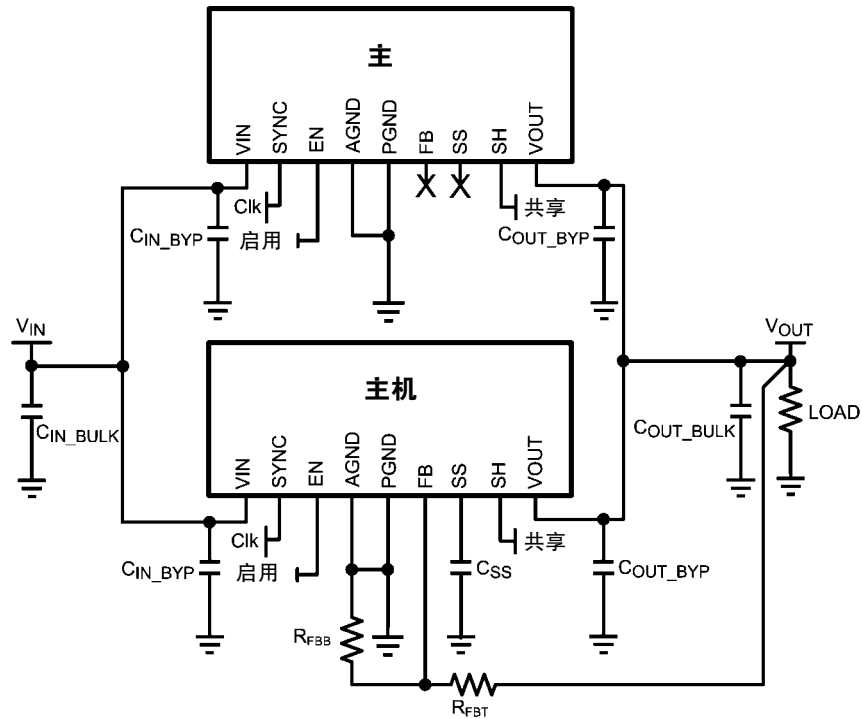 主
VIN
SYNC
EN
AGND
PGND
FB
SS
SH
VOUT
Clk
共享
CIN_BYP
启用
COUT_BYP
VIN
VOUT
主机
CIN_BULK
COUT_BULK
LOAD
VIN
SYNC
EN
AGND
PGND
FB
SS
SH
VOUT
Clk
共享
CIN_BYP
启用
CSS
COUT_BYP
RFBB
RFBT